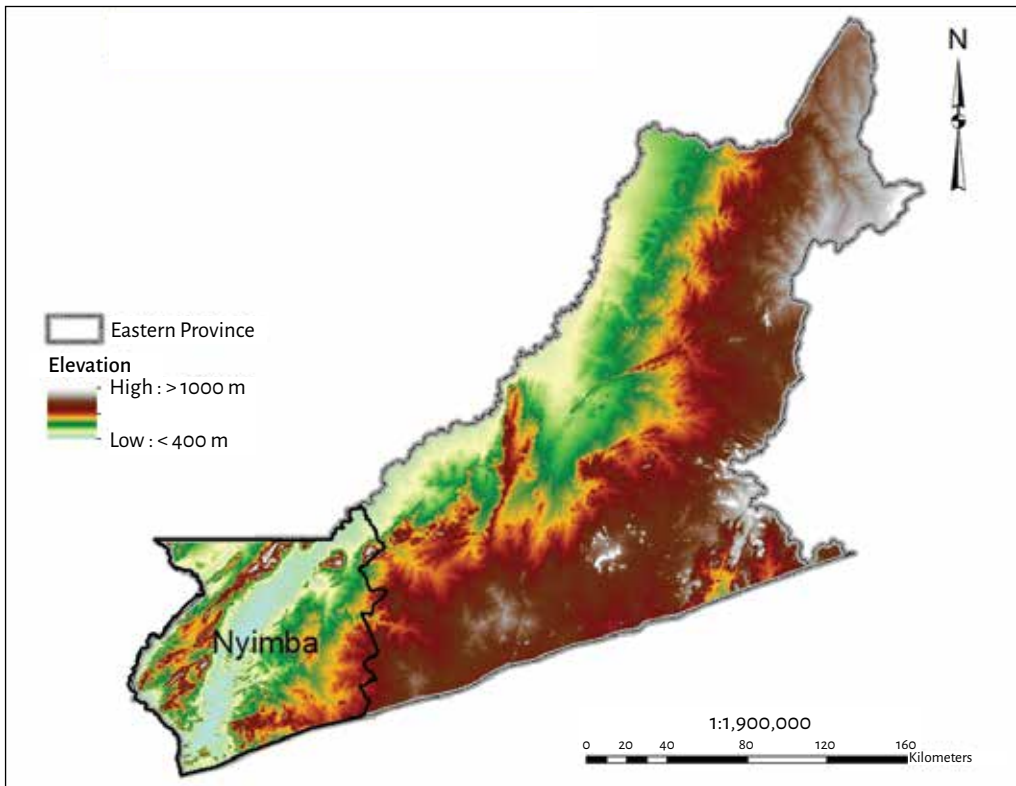 N
Eastern Province
Elevation
High : > 1000 m
Low : < 400 m
Nyimba
1:1,900,000
0 20 40 80 120 160
Kilometers